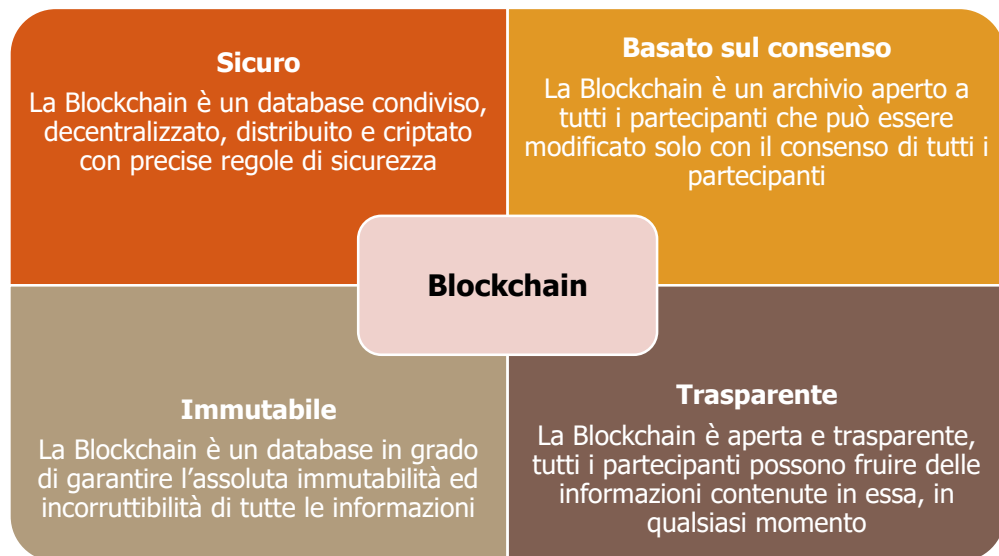 Sicuro
La Blockchain è un database condiviso,
decentralizzato, distribuito e criptato
con precise regole di sicurezza
Basato sul consenso
La Blockchain è un archivio aperto a
tutti i partecipanti che può essere
modificato solo con il consenso di tutti i
partecipanti
Blockchain
Immutabile
La Blockchain è un database in grado
di garantire l’assoluta immutabilità ed
incorruttibilità di tutte le informazioni
Trasparente
La Blockchain è aperta e trasparente,
tutti i partecipanti possono fruire delle
informazioni contenute in essa, in
qualsiasi momento